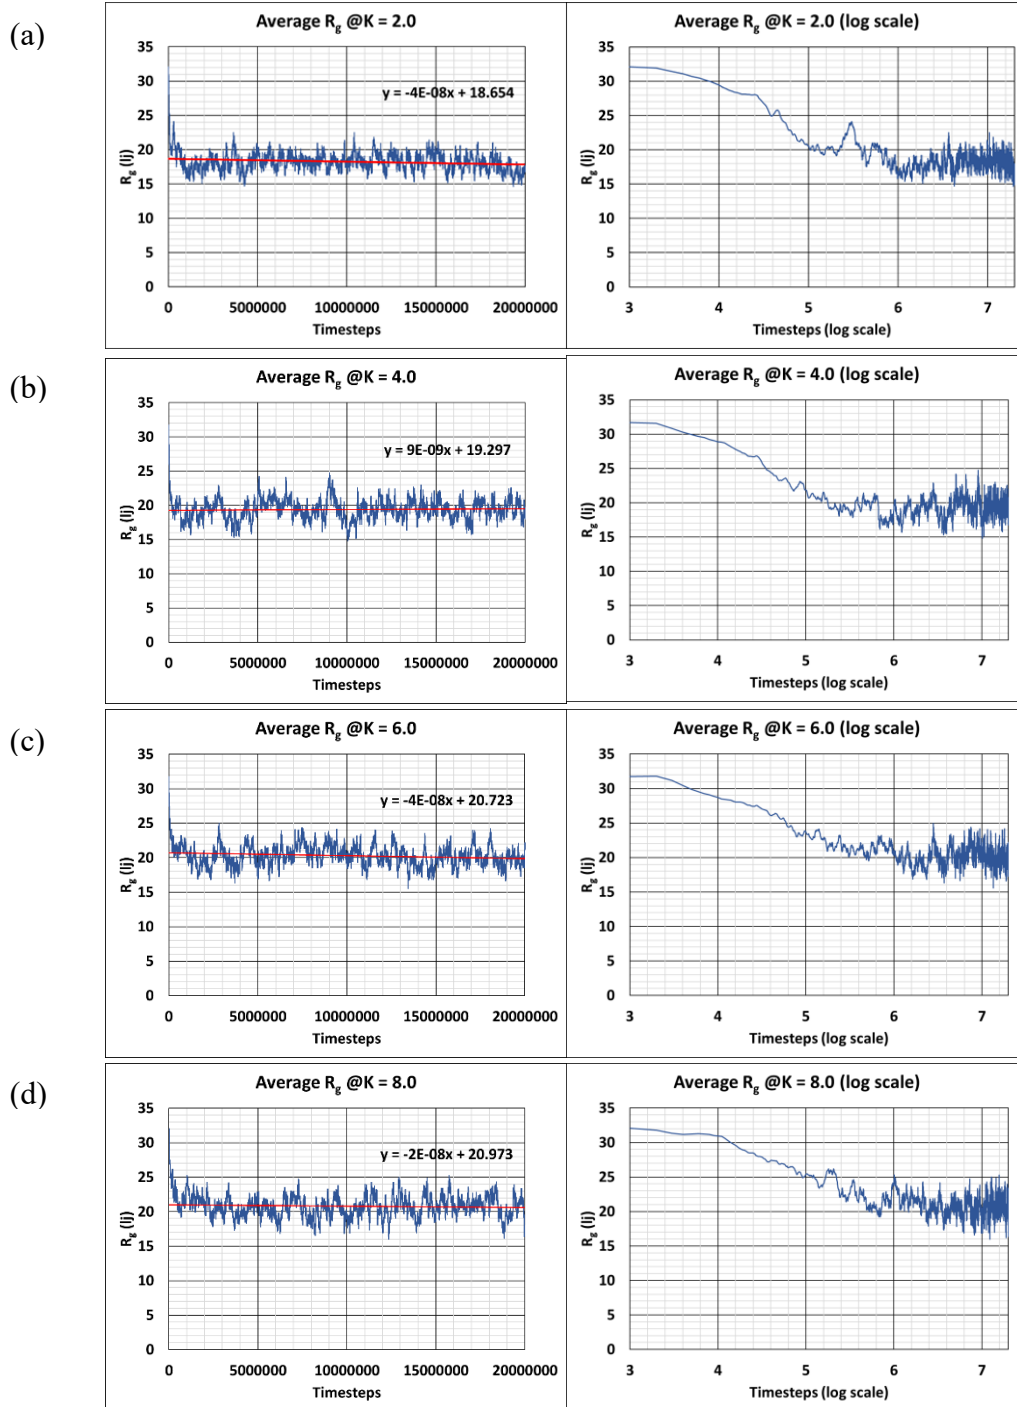 (a)
Average Rg @K = 2.0
35
30
25
20
15
10
5
0
Rg (lj)
y = -4E-08x + 18.654
0 5000000 10000000 15000000 20000000
Timesteps
Average Rg @K = 2.0 (log scale)
35
30
25
20
15
10
5
0
Rg (lj)
3 4 5 6 7
Timesteps (log scale)
(b)
Average Rg @K = 4.0
35
30
25
20
15
10
5
0
Rg (lj)
y = 9E-09x + 19.297
0 5000000 10000000 15000000 20000000
Timesteps
Average Rg @K = 4.0 (log scale)
35
30
25
20
15
10
5
0
Rg (lj)
3 4 5 6 7
Timesteps (log scale)
(c)
Average Rg @K = 6.0
35
30
25
20
15
10
5
0
Rg (lj)
y = -4E-08x + 20.723
0 5000000 10000000 15000000 20000000
Timesteps
Average Rg @K = 6.0 (log scale)
35
30
25
20
15
10
5
0
Rg (lj)
3 4 5 6 7
Timesteps (log scale)
(d)
Average Rg @K = 8.0
35
30
25
20
15
10
5
0
Rg (lj)
y = -2E-08x + 20.973
0 5000000 10000000 15000000 20000000
Timesteps
Average Rg @K = 8.0 (log scale)
35
30
25
20
15
10
5
0
Rg (lj)
3 4 5 6 7
Timesteps (log scale)